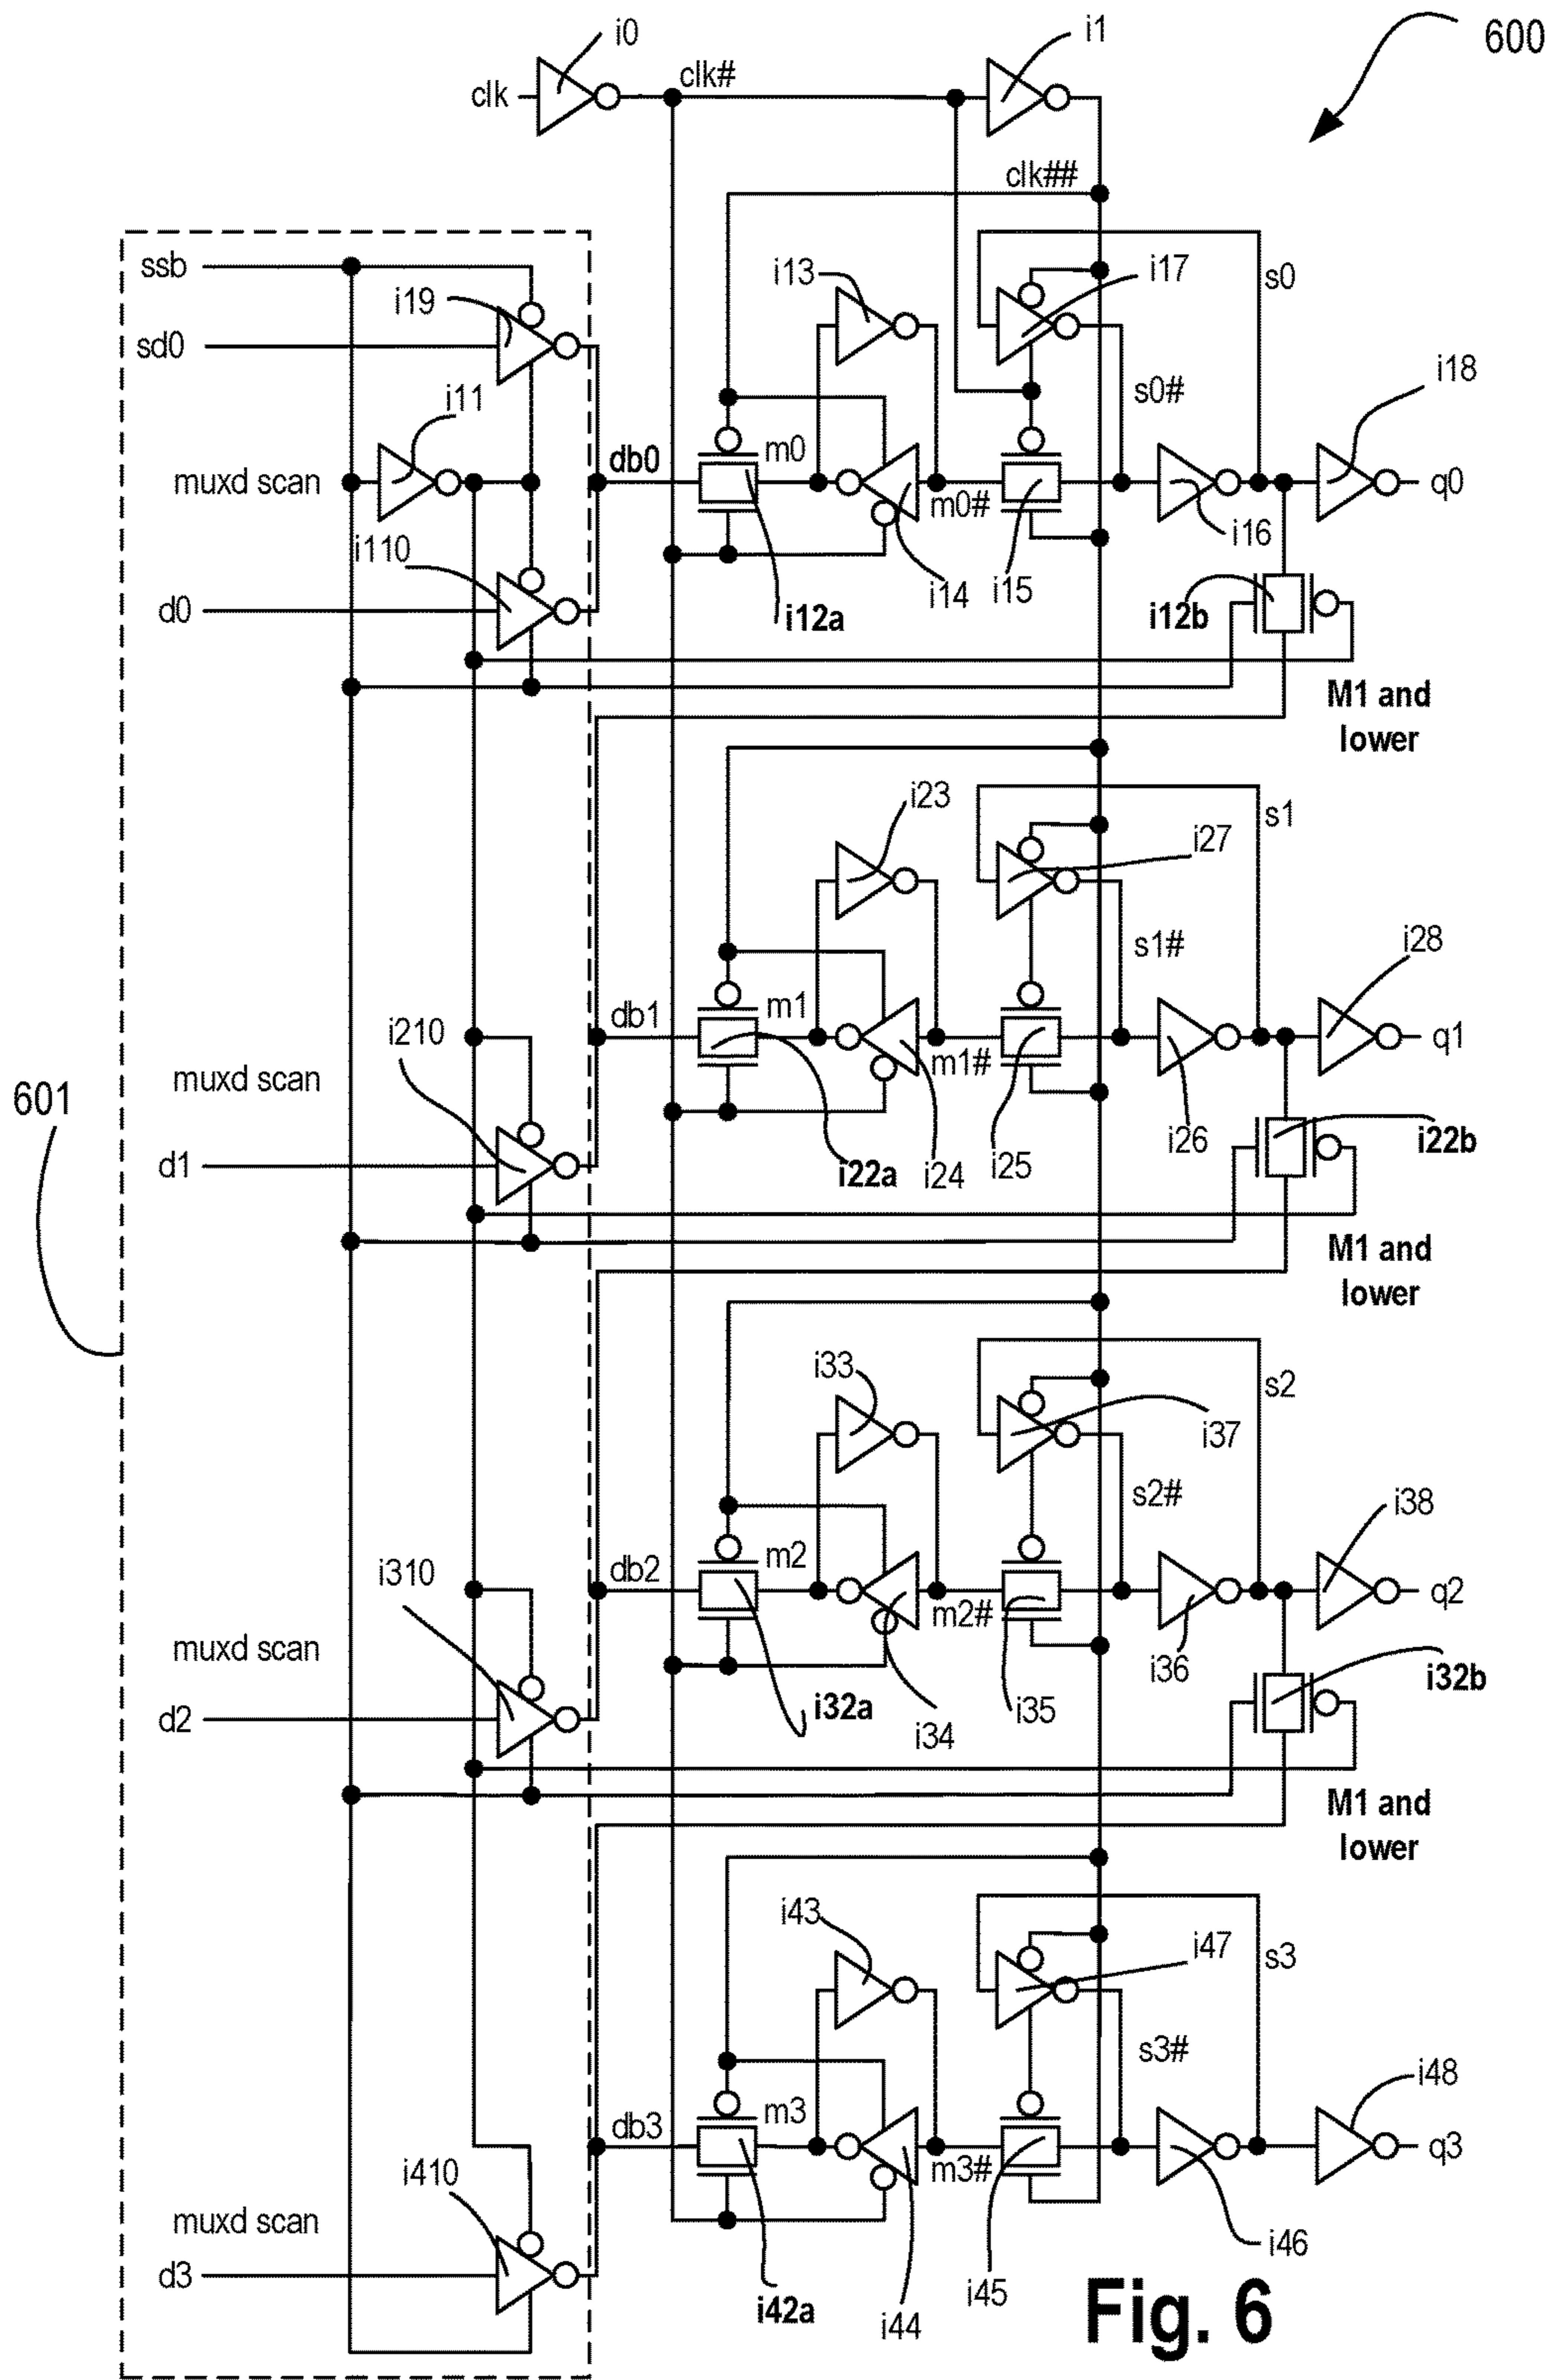 i0
i1
600
clk
clk#
clk##
ssb
i19
i13
i17
s0
sd0
i11
s0#
i18
muxd scan
db0
m0
m0#
q0
i110
i14
i15
i16
d0
i12a
i12b
M1 and
lower
i23
i27
s1
s1#
i28
i210
db1
m1
m1#
q1
muxd scan
601
i26
i22b
d1
i22a
i24
i25
M1 and
lower
i33
i37
s2
s2#
i38
i310
db2
m2
m2#
q2
muxd scan
i36
i32b
d2
i32a
i34
i35
M1 and
lower
i43
i47
s3
s3#
i48
db3
m3
m3#
q3
i410
muxd scan
i46
d3
i42a
i44
i45
Fig. 6